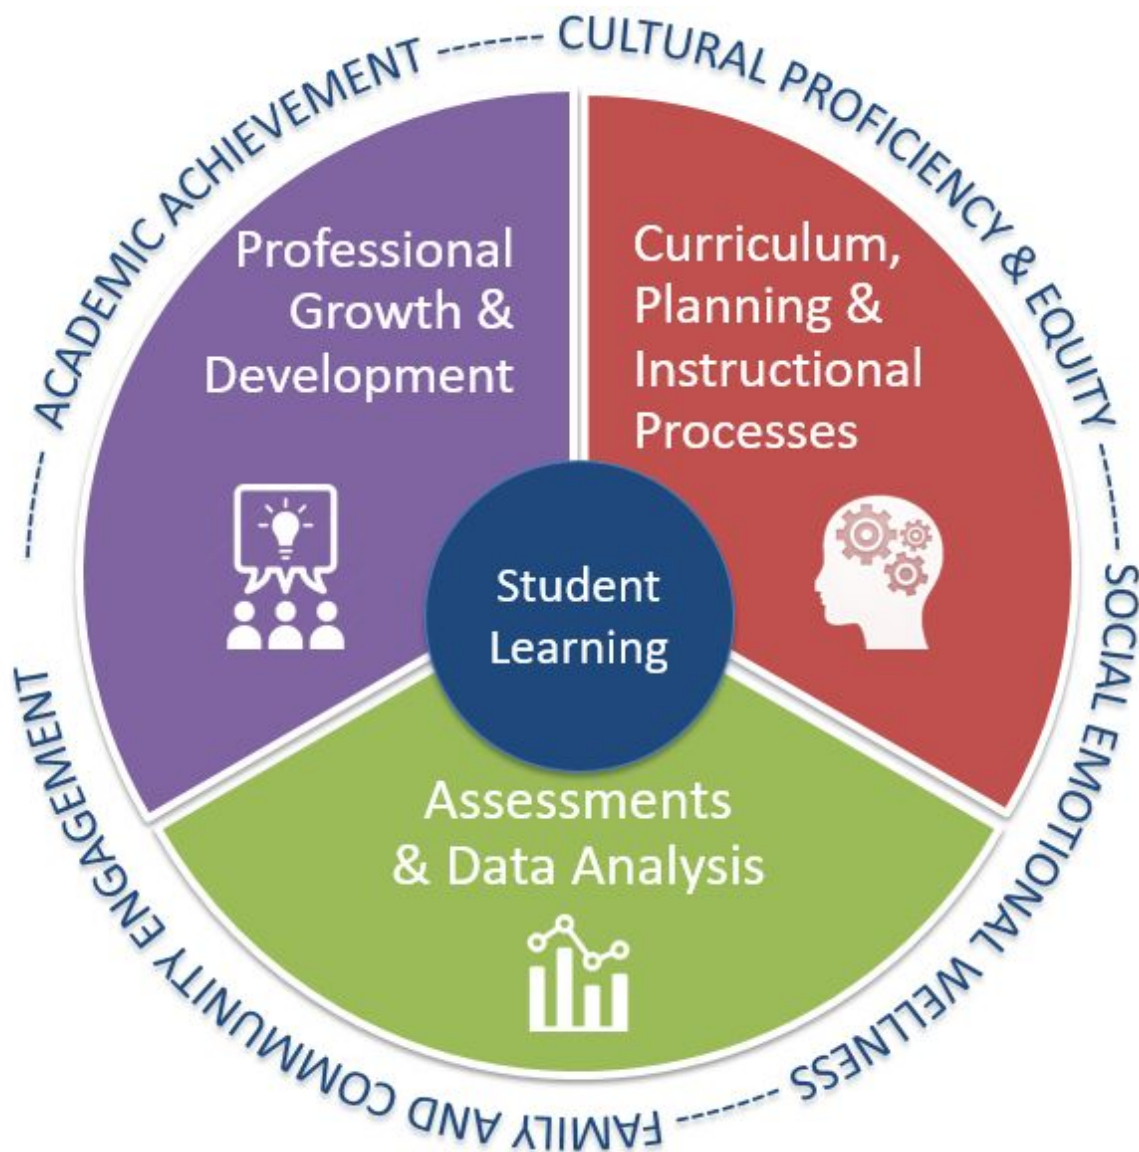 ACADEMIC ACHIEVEMENT
CULTURAL PROFICIENCY & EQUITY
SOCIAL EMOTIONAL WELLNESS
FAMILY AND COMMUNITY ENGAGEMENT
Professional
Growth &
Development
Curriculum,
Planning &
Instructional
Processes
Student
Learning
Assessments
& Data Analysis